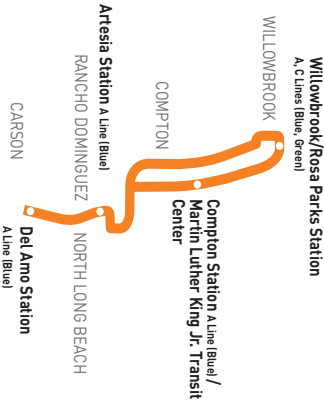 WILLOWBROOK
Willowbrook/Rosa Parks Station
A, C Lines (Blue, Green)
COMPTON
Compton Station A Line (Blue) /
Martin Luther King Jr. Transit
Center
Artesia Station A Line (Blue)
RANCHO DOMINGUEZ
NORTH LONG BEACH
CARSON
Del Amo Station
A Line (Blue)